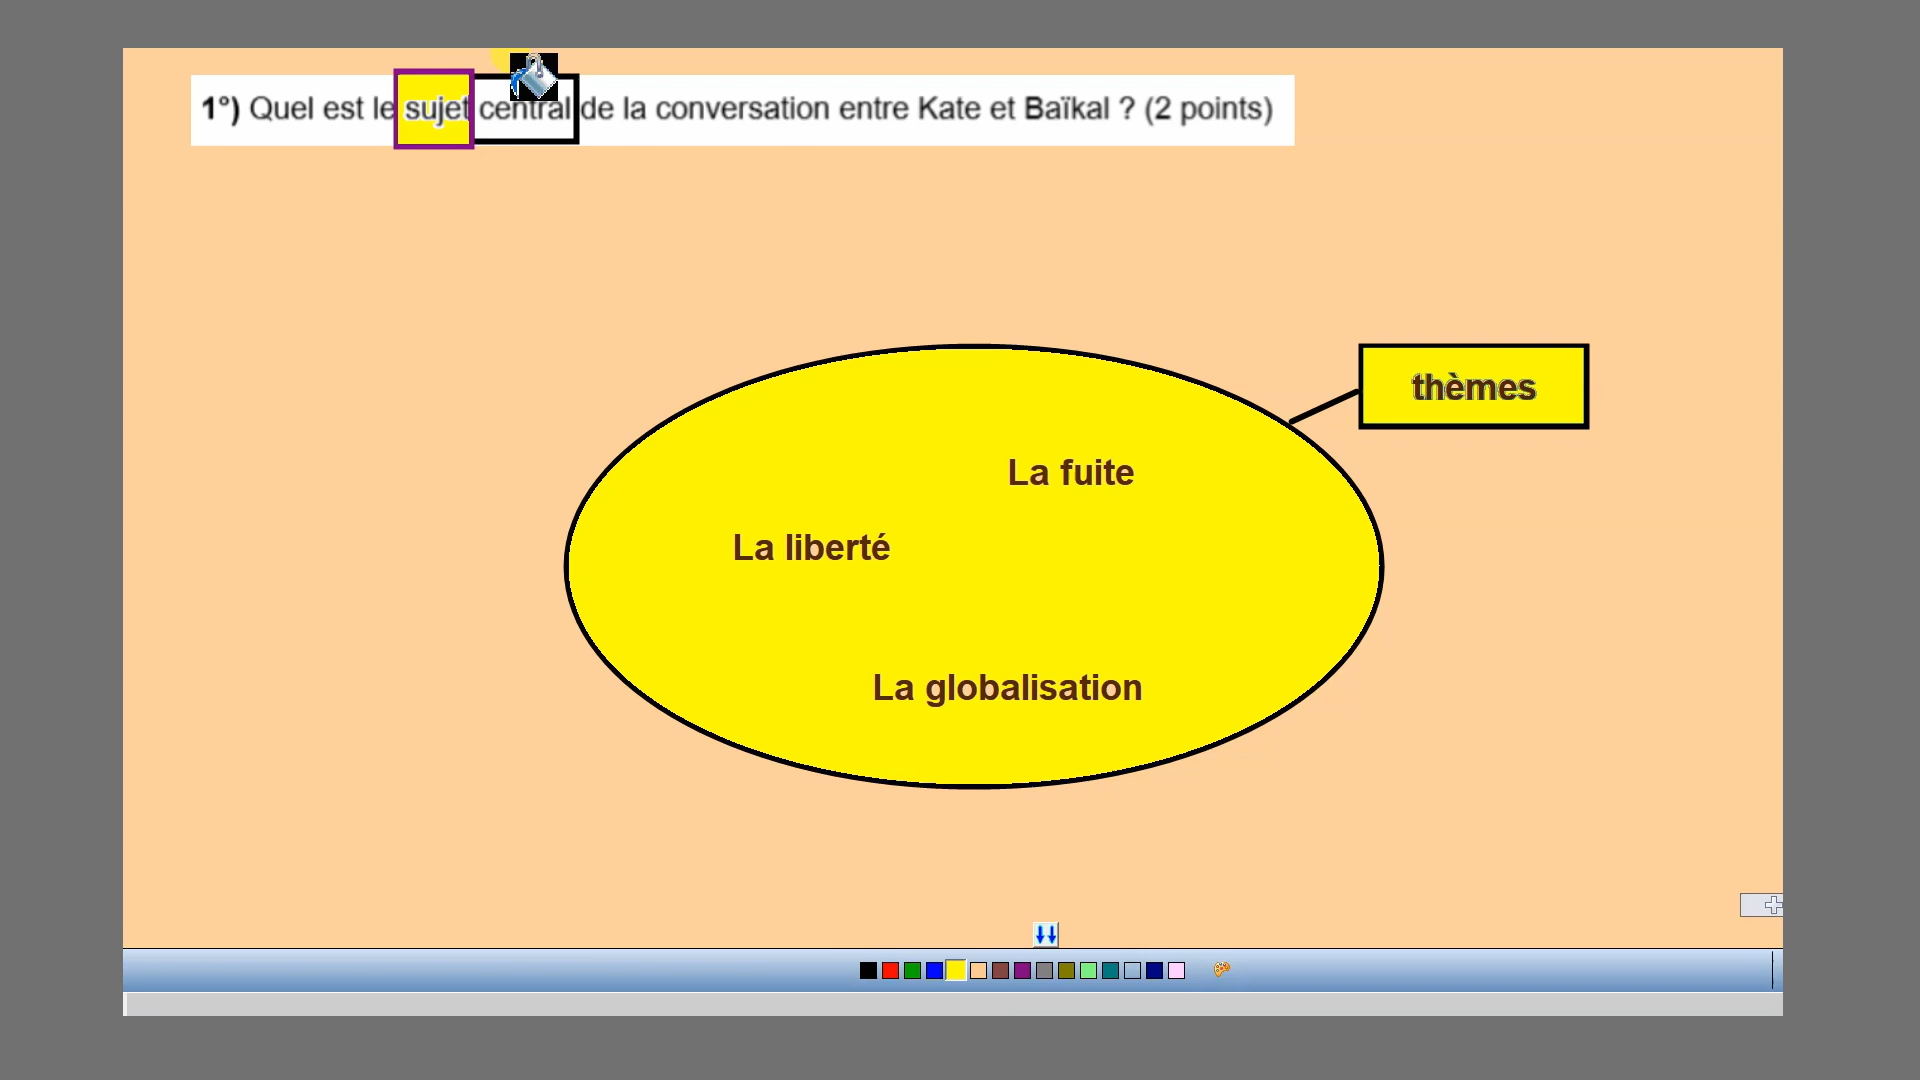 1°) Quel est le sujet central de la conversation entre Kate et Baïkal ? (2 points)
thèmes
La fuite
La liberté
La globalisation